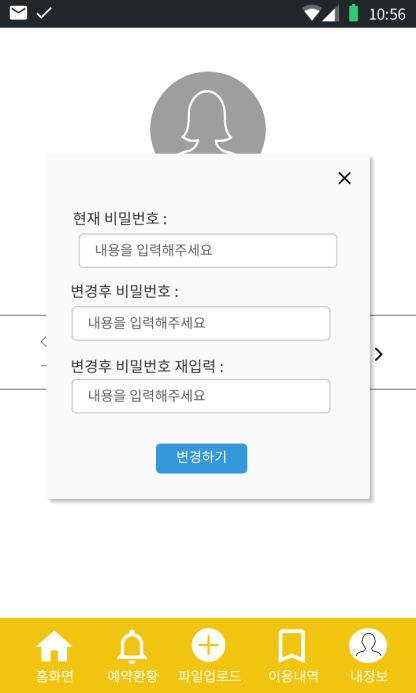 10:56
현재 비밀번호 :
내용을 입력해주세요
변경후 비밀번호 :
내용을 입력해주세요
변경후 비밀번호 재입력 :
내용을 입력해주세요
변경하기
홈화면 예약환황 파일업로드 이용내역 내정보